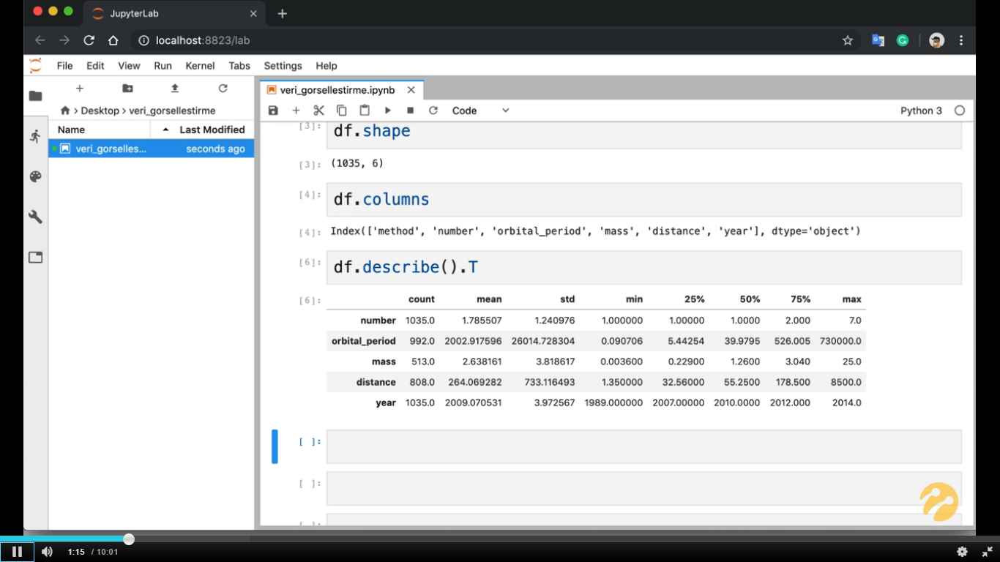 JupyterLab
localhost:8823/lab
File Edit View Run Kernel Tabs Settings Help
veri_gorsellestirme.ipynb
Desktop > veri_gorsellestirme
Code
Python 3
Name Last Modified
veri_gorselles... seconds ago
[3]: df.shape
[3]: (1035, 6)
[4]: df.columns
[4]: Index(['method', 'number', 'orbital_period', 'mass', 'distance', 'year'], dtype='object')
[6]: df.describe().T
[6]:
count mean std min 25% 50% 75% max
number 1035.0 1.785507 1.240976 1.000000 1.00000 1.0000 2.000 7.0
orbital_period 992.0 2002.917596 26014.728304 0.090706 5.44254 39.9795 526.005 730000.0
mass 513.0 2.638161 3.818617 0.003600 0.22900 1.2600 3.040 25.0
distance 808.0 264.069282 733.116493 1.350000 32.56000 55.2500 178.500 8500.0
year 1035.0 2009.070531 3.972567 1989.000000 2007.00000 2010.0000 2012.000 2014.0
[ ]:
[ ]:
[ ]:
1:15 / 10:01